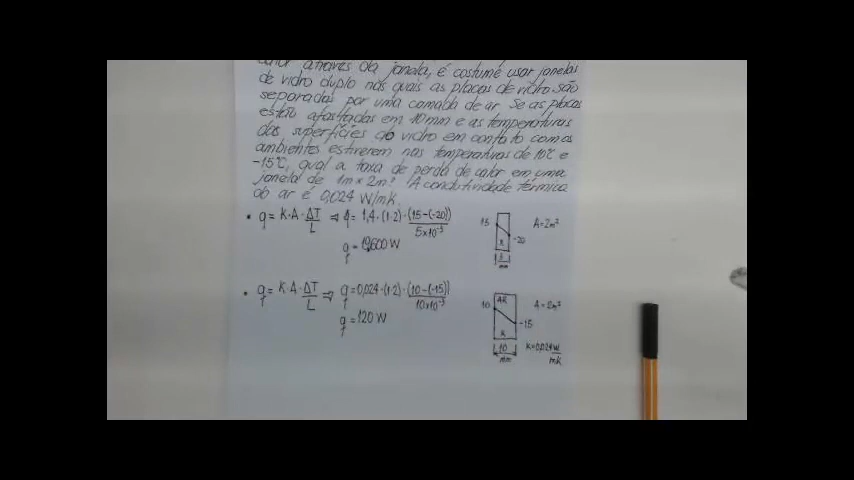 calor através da janela, é costume usar janelas
de vidro duplo nas quais as placas de vidro são
separadas por uma camada de ar. Se as placas
estão afastadas em 10mm e as temperaturas
das superfícies do vidro em contato com os
ambientes estiverem nas temperaturas de 10°C e
-15°C, qual a taxa de perda de calor em uma
janela de 1m x 2m? A condutividade térmica
do ar é 0,024 W/mK.
• q = K·A·ΔT/L ⇒ q = 1,4·(1·2)·(15-(-20))/5x10⁻³
q = 19.600 W
15 -20 A=2m²
K
5
mm
• q = K·A·ΔT/L ⇒ q = 0,024·(1·2)·(10-(-15))/10x10⁻³
q = 120 W
AR
10 -15 A=2m²
K
10
mm
K=0,024 W/mK